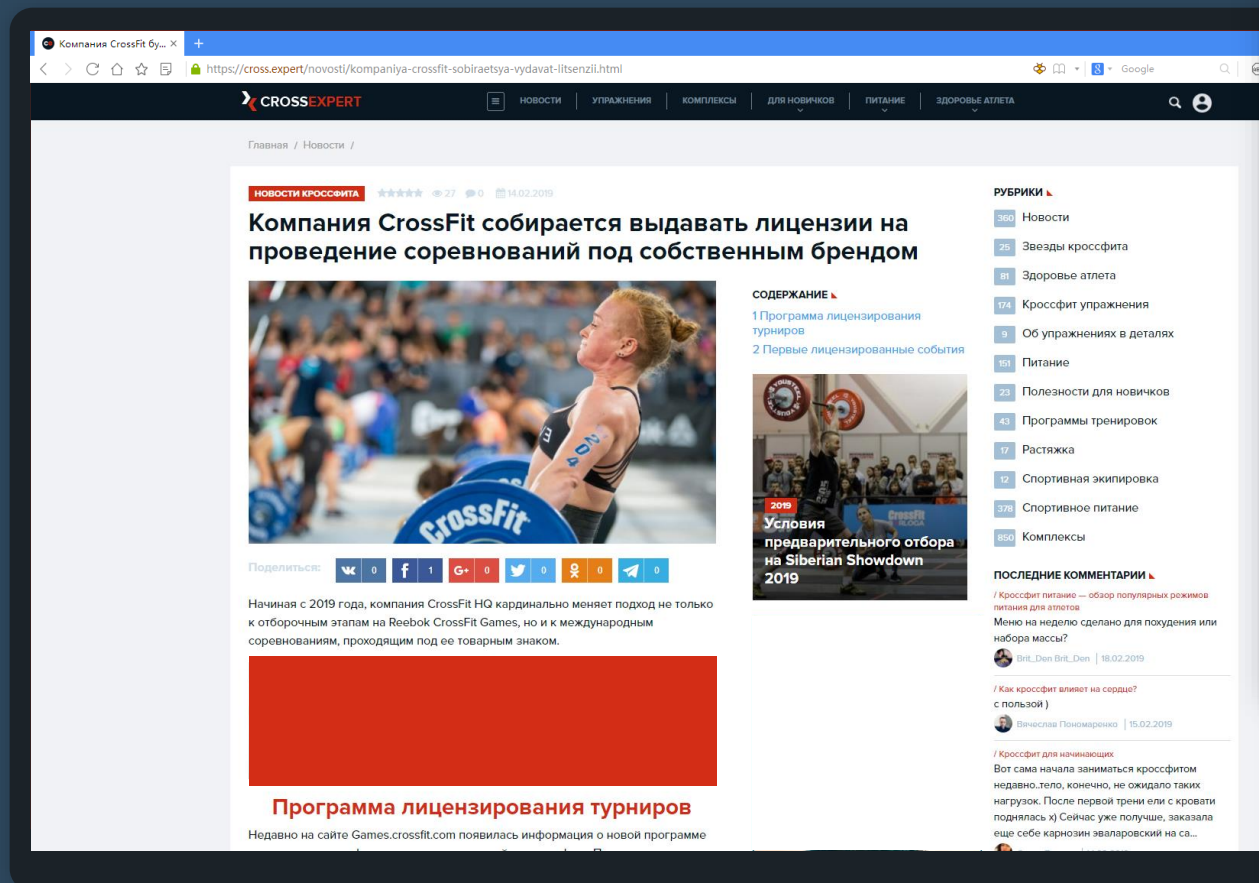 Компания CrossFit бу...
https://cross.expert/novosti/kompaniya-crossfit-sobiraetsya-vydavat-litsenzii.html
Google
CROSSEXPERT
НОВОСТИ
УПРАЖНЕНИЯ
КОМПЛЕКСЫ
ДЛЯ НОВИЧКОВ
ПИТАНИЕ
ЗДОРОВЬЕ АТЛЕТА
Главная / Новости /
НОВОСТИ КРОССФИТА 27 0 14.02.2019
Компания CrossFit собирается выдавать лицензии на
проведение соревнований под собственным брендом
204
CrossFit
Поделиться: 0 1 G+ 0 0 0 0
Начиная с 2019 года, компания CrossFit HQ кардинально меняет подход не только
к отборочным этапам на Reebok CrossFit Games, но и к международным
соревнованиям, проходящим под ее товарным знаком.
Программа лицензирования турниров
Недавно на сайте Games.crossfit.com появилась информация о новой программе
СОДЕРЖАНИЕ
1 Программа лицензирования
турниров
2 Первые лицензированные события
2019
Условия
предварительного отбора
на Siberian Showdown
2019
РУБРИКИ
360 Новости
25 Звезды кроссфита
81 Здоровье атлета
174 Кроссфит упражнения
9 Об упражнениях в деталях
151 Питание
23 Полезности для новичков
43 Программы тренировок
17 Растяжка
12 Спортивная экипировка
378 Спортивное питание
850 Комплексы
ПОСЛЕДНИЕ КОММЕНТАРИИ
/ Кроссфит питание — обзор популярных режимов
питания для атлетов
Меню на неделю сделано для похудения или
набора массы?
Brit_Den Brit_Den | 18.02.2019
/ Как кроссфит влияет на сердце?
с пользой )
Вячеслав Пономаренко | 15.02.2019
/ Кроссфит для начинающих
Вот сама начала заниматься кроссфитом
недавно..тело, конечно, не ожидало таких
нагрузок. После первой трени ели с кровати
поднялась х) Сейчас уже получше, заказала
еще себе карнозин эваларовский на са...